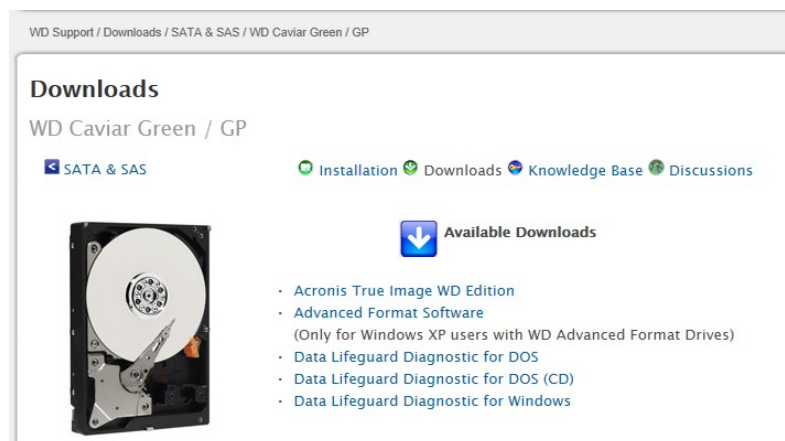 WD Support / Downloads / SATA & SAS / WD Caviar Green / GP
Downloads
WD Caviar Green / GP
SATA & SAS
Installation Downloads Knowledge Base Discussions
Available Downloads
· Acronis True Image WD Edition
· Advanced Format Software
(Only for Windows XP users with WD Advanced Format Drives)
· Data Lifeguard Diagnostic for DOS
· Data Lifeguard Diagnostic for DOS (CD)
· Data Lifeguard Diagnostic for Windows